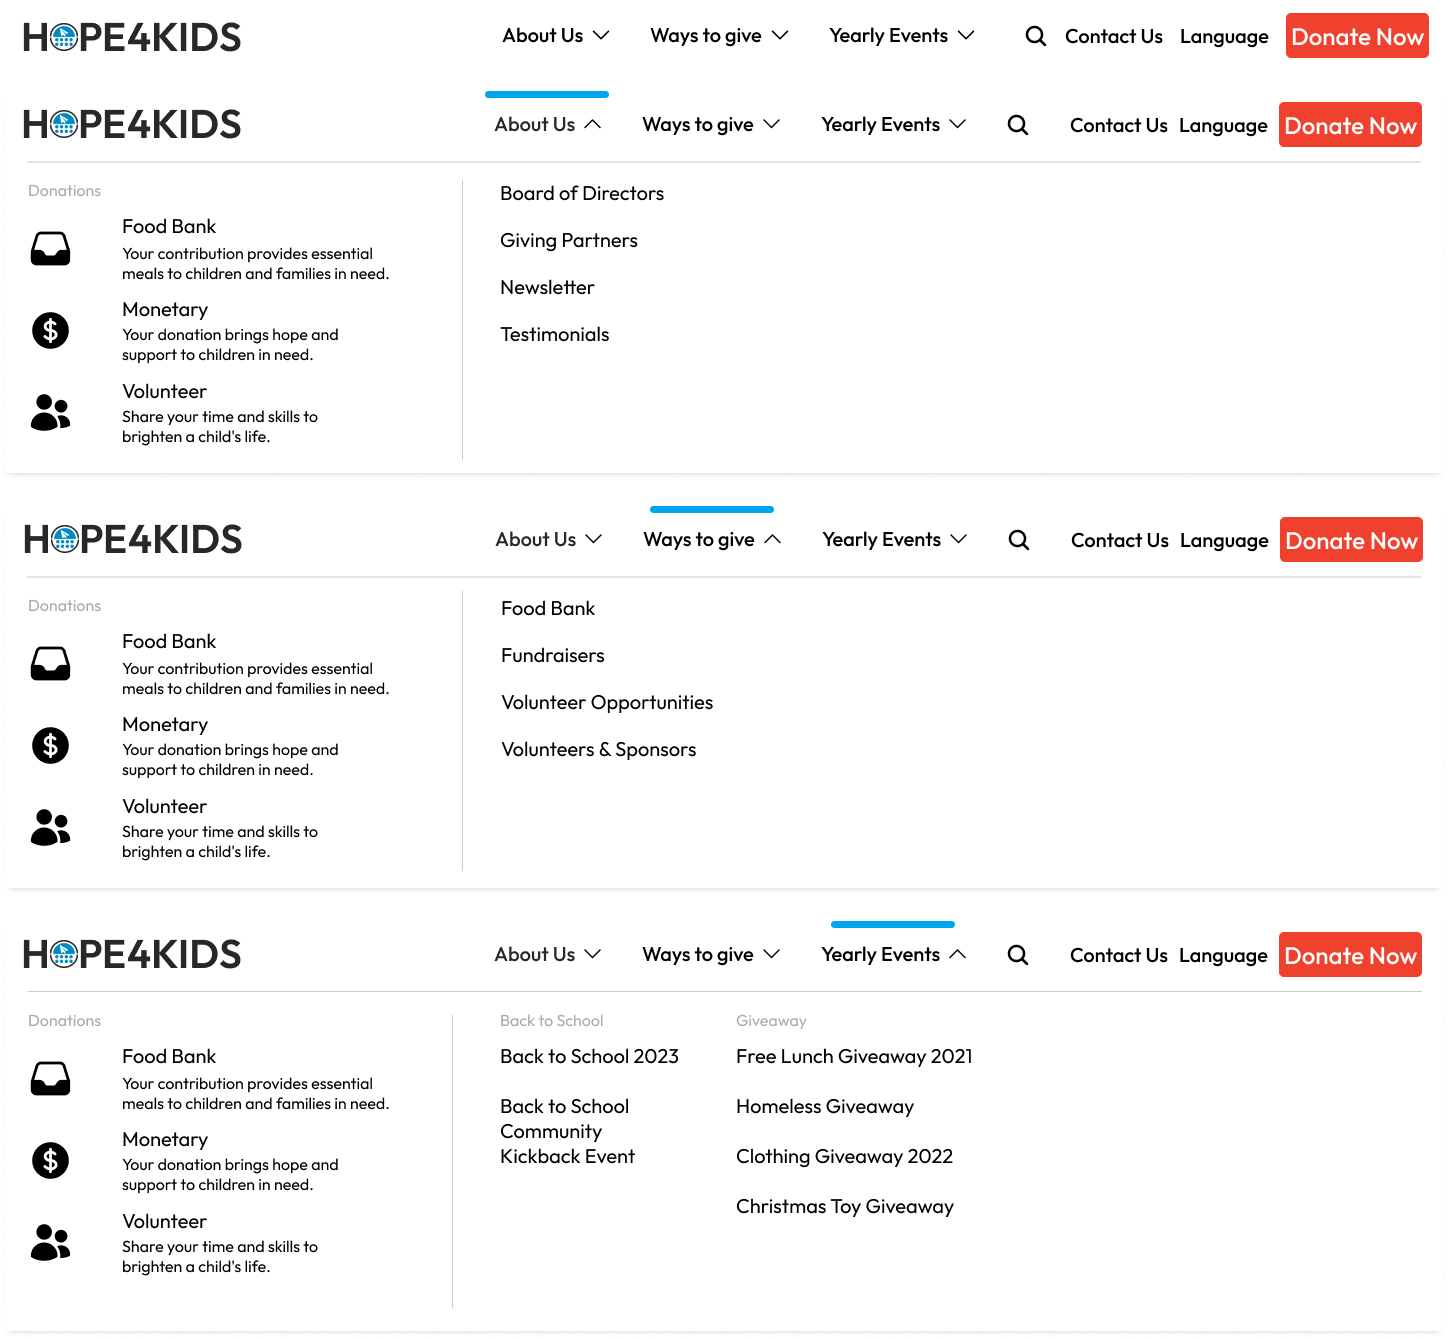 HOPE4KIDS
About Us
Ways to give
Yearly Events
Contact Us
Language
Donate Now
HOPE4KIDS
About Us
Ways to give
Yearly Events
Contact Us
Language
Donate Now
Donations
Food Bank
Your contribution provides essential
meals to children and families in need.
Monetary
Your donation brings hope and
support to children in need.
Volunteer
Share your time and skills to
brighten a child's life.
Board of Directors
Giving Partners
Newsletter
Testimonials
HOPE4KIDS
About Us
Ways to give
Yearly Events
Contact Us
Language
Donate Now
Donations
Food Bank
Your contribution provides essential
meals to children and families in need.
Monetary
Your donation brings hope and
support to children in need.
Volunteer
Share your time and skills to
brighten a child's life.
Food Bank
Fundraisers
Volunteer Opportunities
Volunteers & Sponsors
HOPE4KIDS
About Us
Ways to give
Yearly Events
Contact Us
Language
Donate Now
Donations
Food Bank
Your contribution provides essential
meals to children and families in need.
Monetary
Your donation brings hope and
support to children in need.
Volunteer
Share your time and skills to
brighten a child's life.
Back to School
Back to School 2023
Back to School
Community
Kickback Event
Giveaway
Free Lunch Giveaway 2021
Homeless Giveaway
Clothing Giveaway 2022
Christmas Toy Giveaway